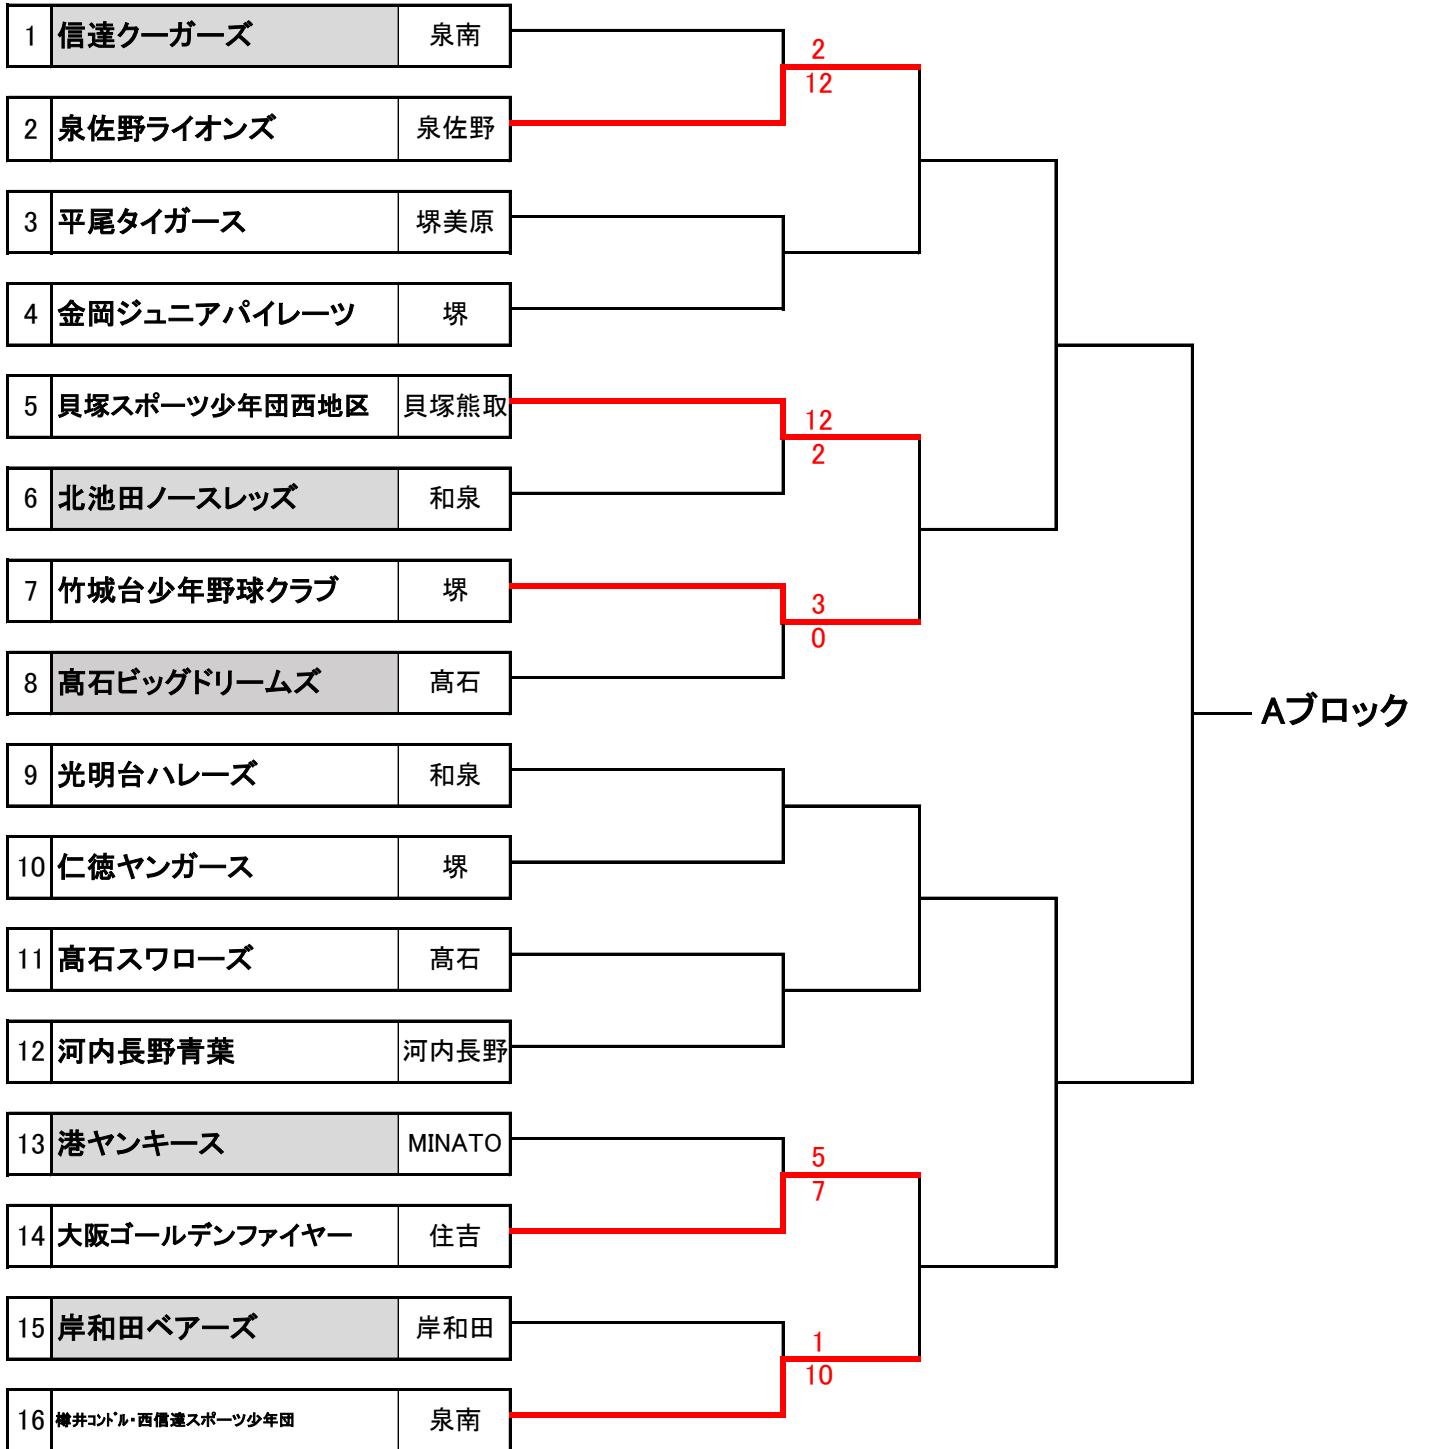 1 信達クーガーズ 泉南
2
12
2 泉佐野ライオンズ 泉佐野
3 平尾タイガース 堺美原
4 金岡ジュニアパイレーツ 堺
5 貝塚スポーツ少年団西地区 貝塚熊取
12
2
6 北池田ノースレッズ 和泉
7 竹城台少年野球クラブ 堺
3
0
8 髙石ビッグドリームズ 髙石
Aブロック
9 光明台ハレーズ 和泉
10 仁徳ヤンガース 堺
11 髙石スワローズ 髙石
12 河内長野青葉 河内長野
13 港ヤンキース MINATO
5
7
14 大阪ゴールデンファイヤー 住吉
15 岸和田ベアーズ 岸和田
1
10
16 樽井コンドル・西信達スポーツ少年団 泉南